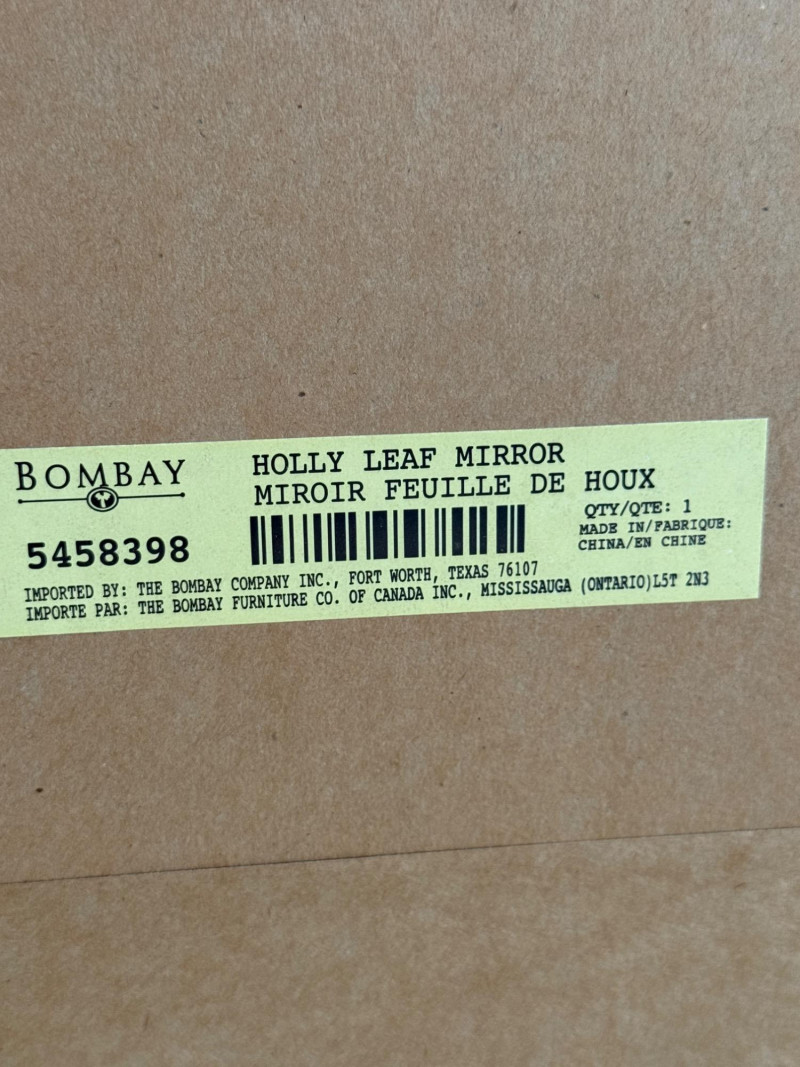 BOMBAY
5458398
HOLLY LEAF MIRROR
MIROIR FEUILLE DE HOUX
QTY/QTE: 1
MADE IN/FABRIQUE:
CHINA/EN CHINE
IMPORTED BY: THE BOMBAY COMPANY INC., FORT WORTH, TEXAS 76107
IMPORTE PAR: THE BOMBAY FURNITURE CO. OF CANADA INC., MISSISSAUGA (ONTARIO)L5T 2N3